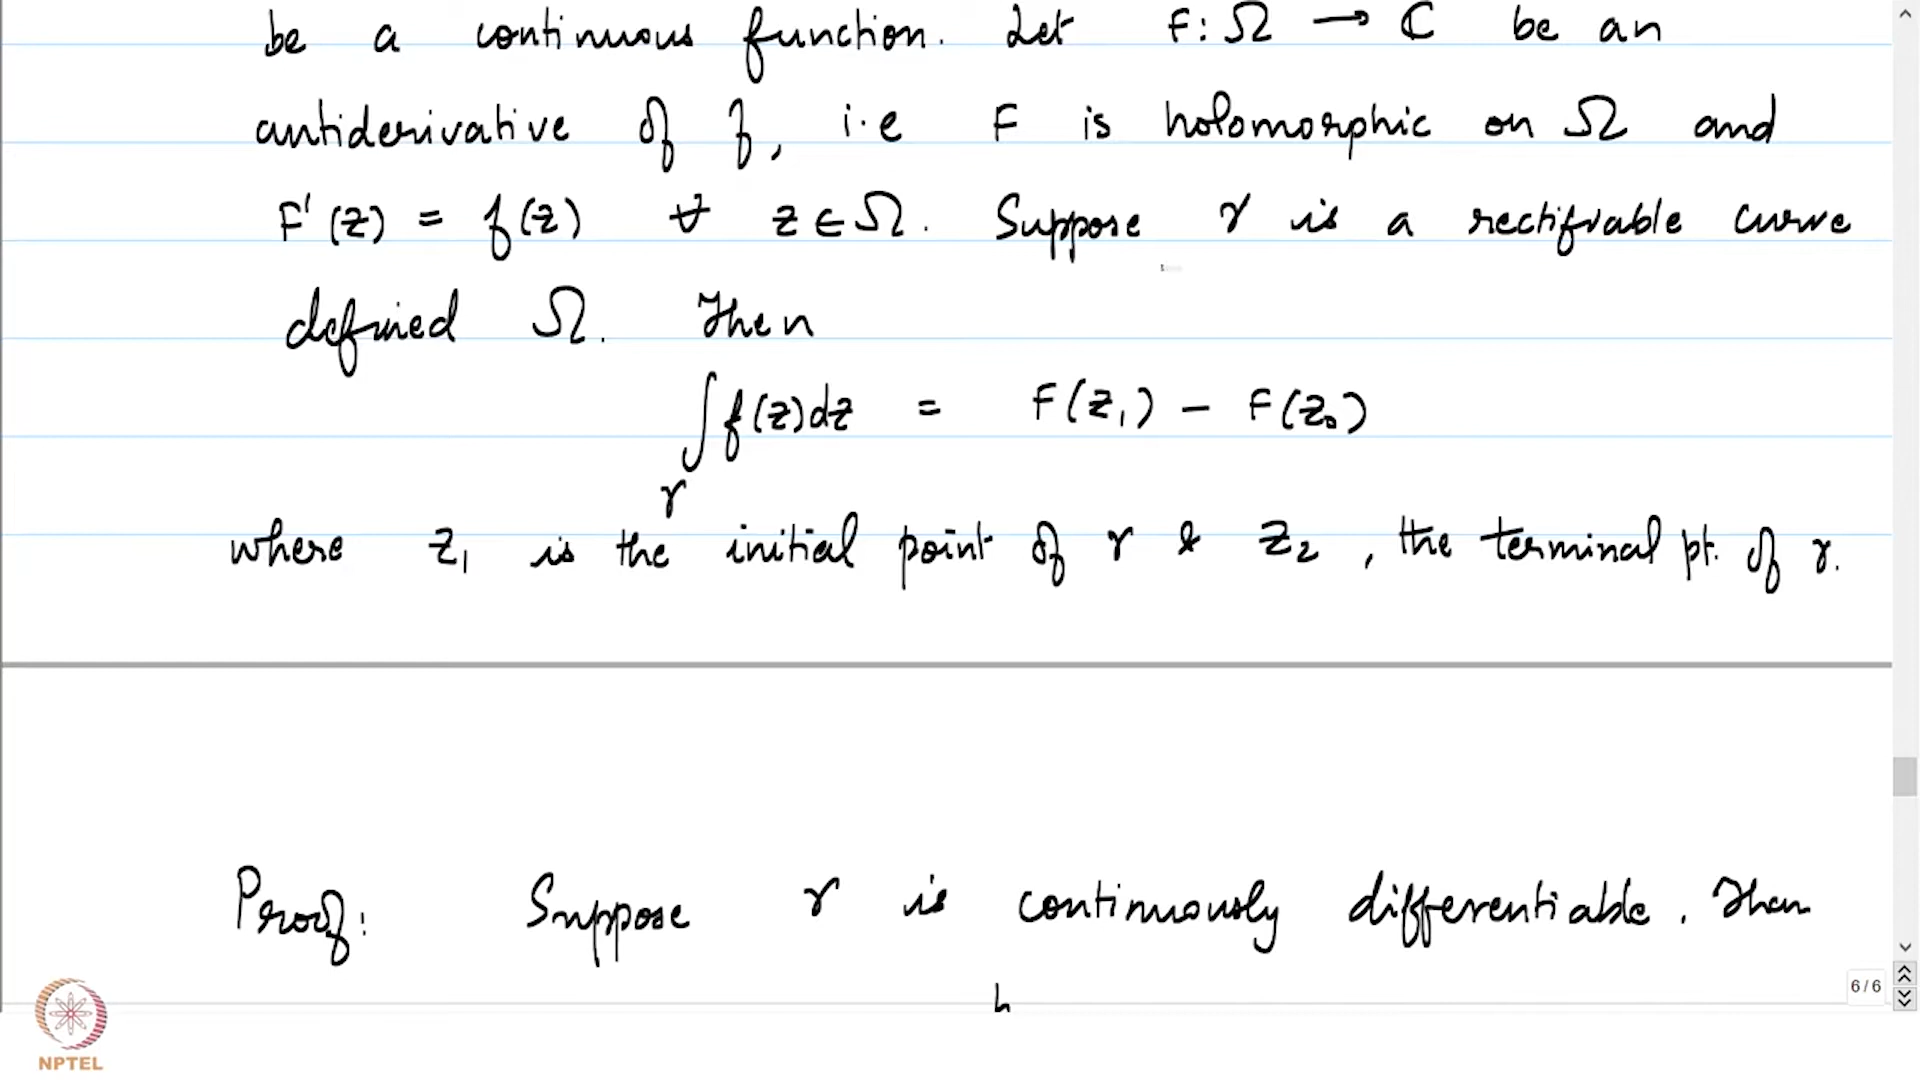 be a continuous function. Let F: Ω → ℂ be an
antiderivative of f, i.e F is holomorphic on Ω and
F'(z) = f(z) ∀ z ∈ Ω. Suppose γ is a rectifiable curve
defined Ω. Then
∫_γ f(z)dz = F(z₁) - F(z₀)
where z₁ is the initial point of γ & z₂, the terminal pt. of γ.
Proof: Suppose γ is continuously differentiable. Then
6 / 6
NPTEL